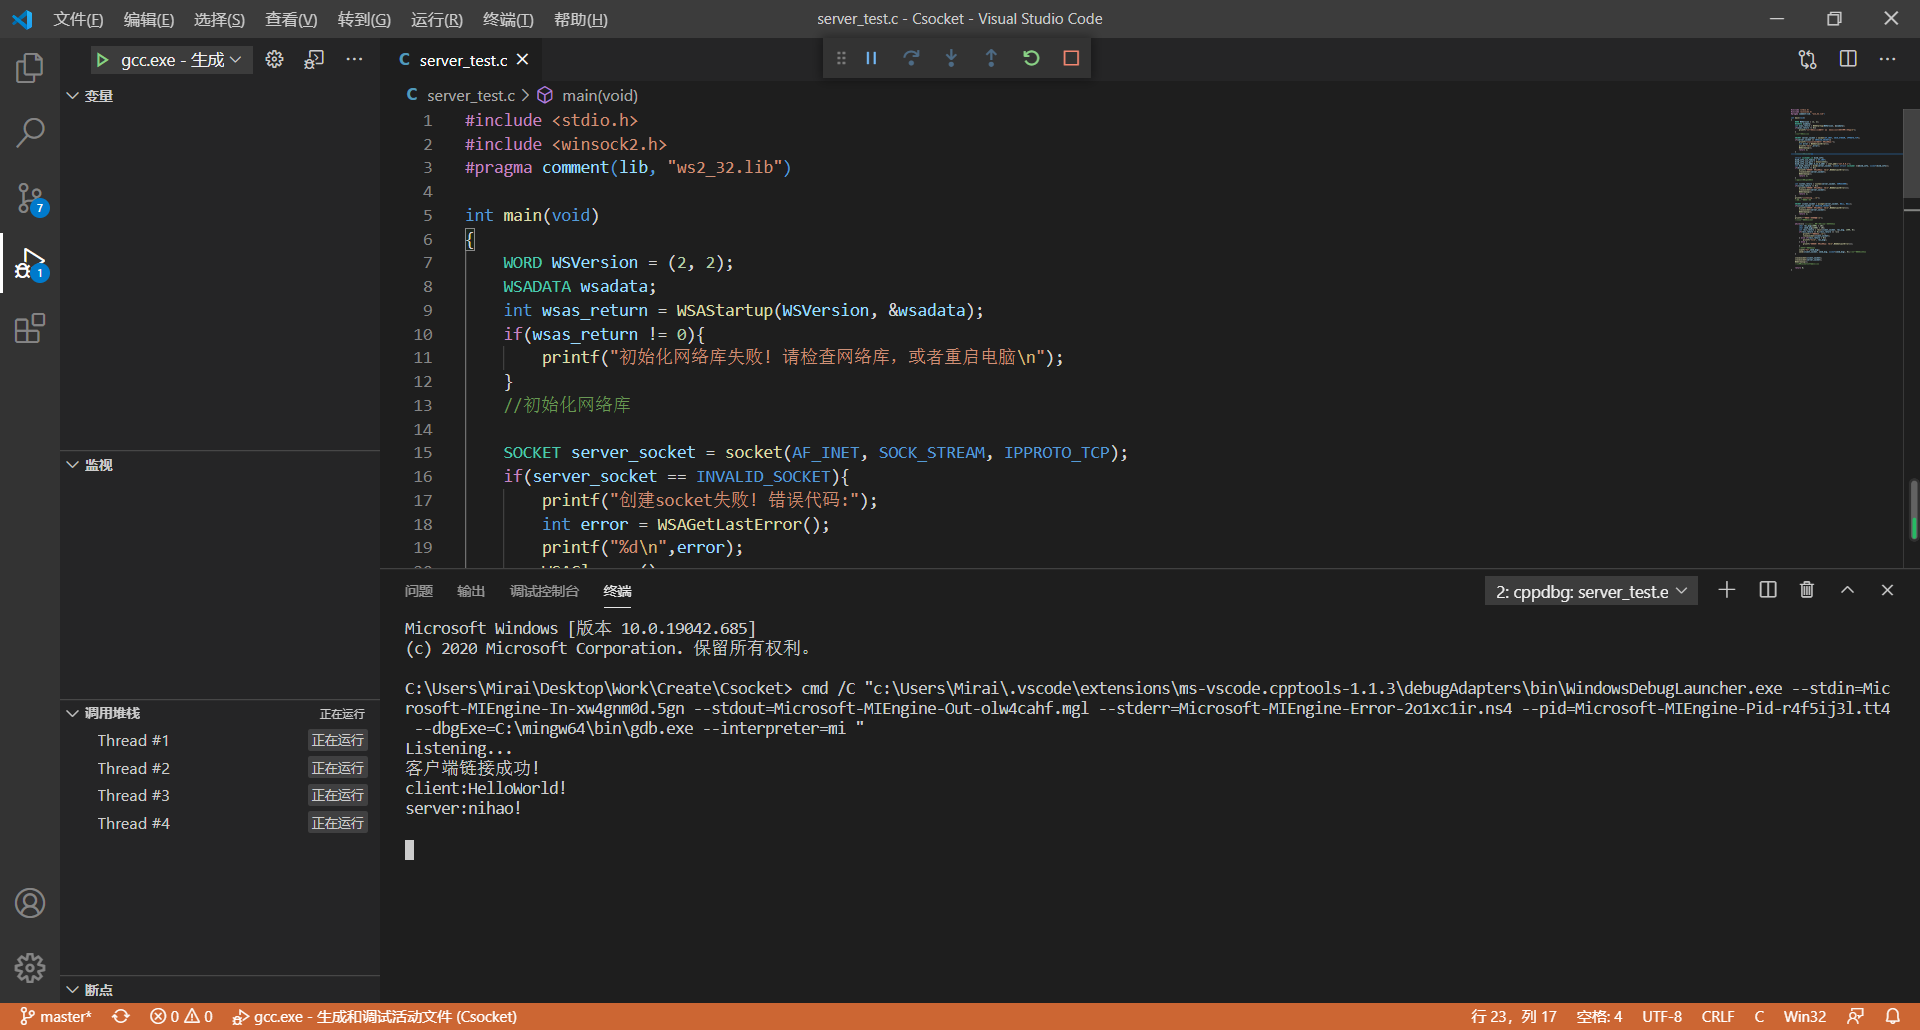 文件(F) 编辑(E) 选择(S) 查看(V) 转到(G) 运行(R) 终端(T) 帮助(H)
server_test.c - Csocket - Visual Studio Code
gcc.exe - 生成
C server_test.c
变量
C server_test.c > main(void)
1 #include <stdio.h>
2 #include <winsock2.h>
3 #pragma comment(lib, "ws2_32.lib")
4
5 int main(void)
6 {
7 WORD WSVersion = (2, 2);
8 WSADATA wsadata;
9 int wsas_return = WSAStartup(WSVersion, &wsadata);
10 if(wsas_return != 0){
11 printf("初始化网络库失败！请检查网络库，或者重启电脑\n");
12 }
13 //初始化网络库
14
15 SOCKET server_socket = socket(AF_INET, SOCK_STREAM, IPPROTO_TCP);
16 if(server_socket == INVALID_SOCKET){
17 printf("创建socket失败！错误代码:");
18 int error = WSAGetLastError();
19 printf("%d\n",error);
7
1
监视
调用堆栈 正在运行
Thread #1 正在运行
Thread #2 正在运行
Thread #3 正在运行
Thread #4 正在运行
断点
问题 输出 调试控制台 终端
2: cppdbg: server_test.e
Microsoft Windows [版本 10.0.19042.685]
(c) 2020 Microsoft Corporation. 保留所有权利。
C:\Users\Mirai\Desktop\Work\Create\Csocket> cmd /C "c:\Users\Mirai\.vscode\extensions\ms-vscode.cpptools-1.1.3\debugAdapters\bin\WindowsDebugLauncher.exe --stdin=Mic
rosoft-MIEngine-In-xw4gnm0d.5gn --stdout=Microsoft-MIEngine-Out-olw4cahf.mgl --stderr=Microsoft-MIEngine-Error-2o1xc1ir.ns4 --pid=Microsoft-MIEngine-Pid-r4f5ij3l.tt4
--dbgExe=C:\mingw64\bin\gdb.exe --interpreter=mi "
Listening...
客户端链接成功！
client:HelloWorld!
server:nihao!
master* 0 0 gcc.exe - 生成和调试活动文件 (Csocket)
行 23，列 17 空格: 4 UTF-8 CRLF C Win32